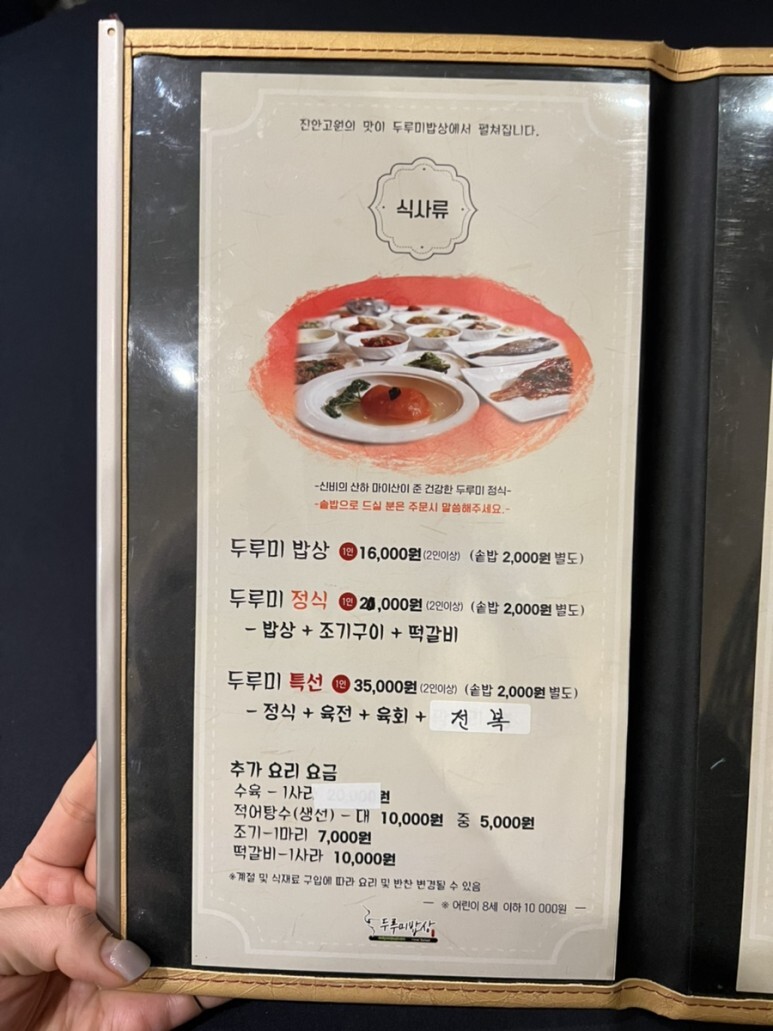 진안고원의 맛이 두루미밥상에서 펼쳐집니다.
식사류
-신비의 산하 마이산이 준 건강한 두루미 정식-
-솥밥으로 드실 분은 주문시 말씀해주세요.-
두루미 밥상 1인 16,000원 (2인이상) (솥밥 2,000원 별도)
두루미 정식 1인 ,000원 (2인이상) (솥밥 2,000원 별도)
- 밥상 + 조기구이 + 떡갈비
두루미 특선 1인 35,000원 (2인이상) (솥밥 2,000원 별도)
- 정식 + 육전 + 육회 + 전복
추가 요리 요금
수육 - 1사라 20,000원
적어탕수(생선) - 대 10,000원 중 5,000원
조기-1마리 7,000원
떡갈비-1사라 10,000원
※계절 및 식재료 구입에 따라 요리 및 반찬 변경될 수 있음
― ※ 어린이 8세 이하 10 000원 ―
두루미밥상